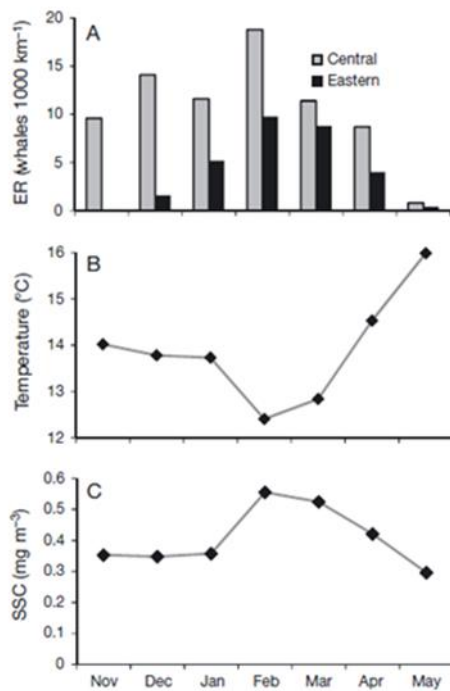 A
ER (whales 1000 km⁻¹)
20
15
10
5
0
Central
Eastern
B
Temperature (°C)
16
15
14
13
12
C
SSC (mg m⁻³)
0.6
0.5
0.4
0.3
0.2
0.1
0
Nov Dec Jan Feb Mar Apr May